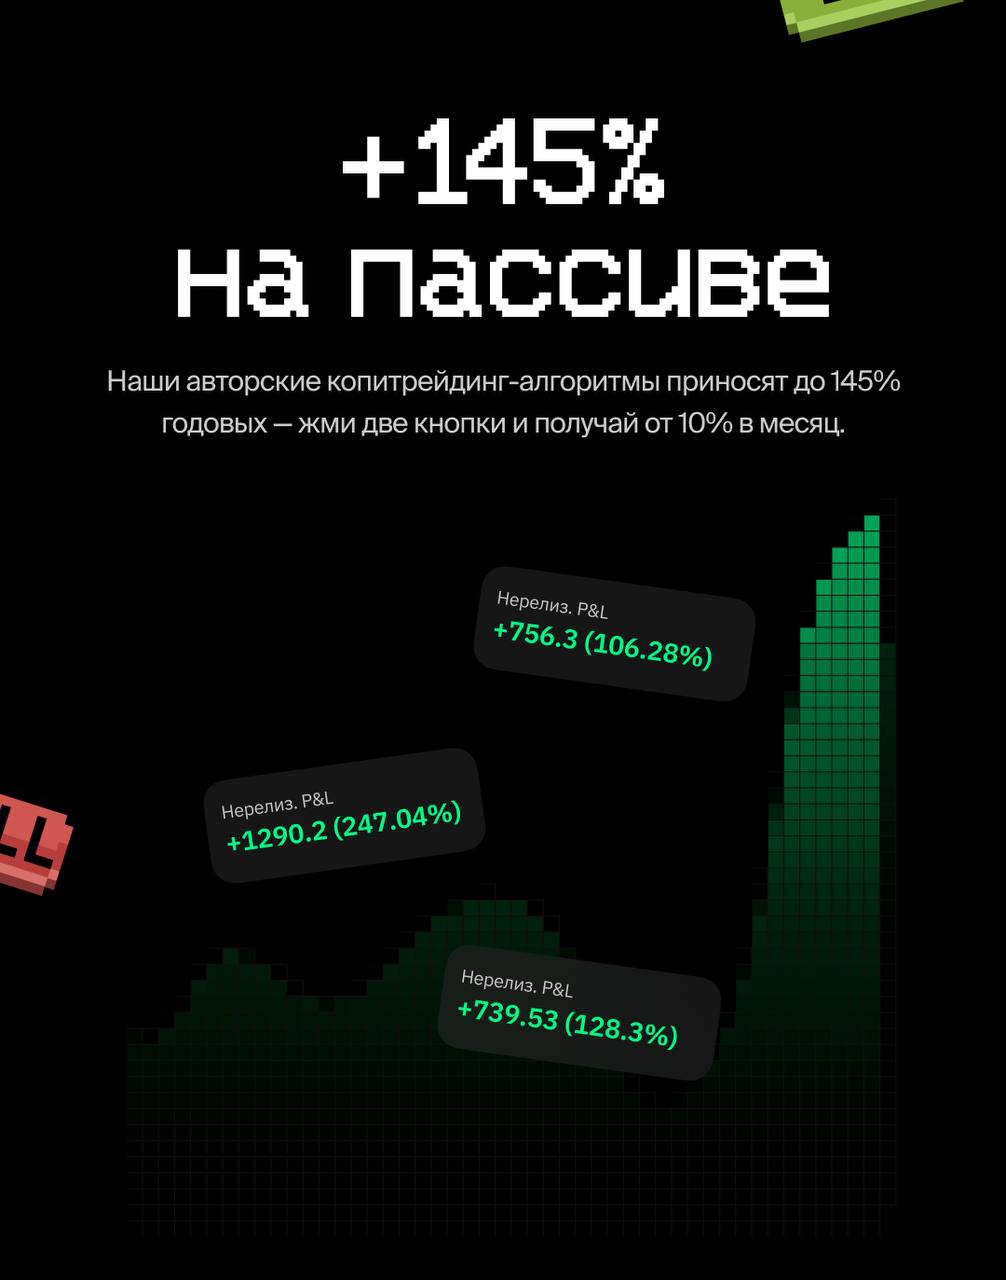 +145%
на пассиве
Наши авторские копитрейдинг-алгоритмы приносят до 145%
годовых — жми две кнопки и получай от 10% в месяц.
Нерелиз. P&L
+756.3 (106.28%)
Нерелиз. P&L
+1290.2 (247.04%)
LL
Нерелиз. P&L
+739.53 (128.3%)